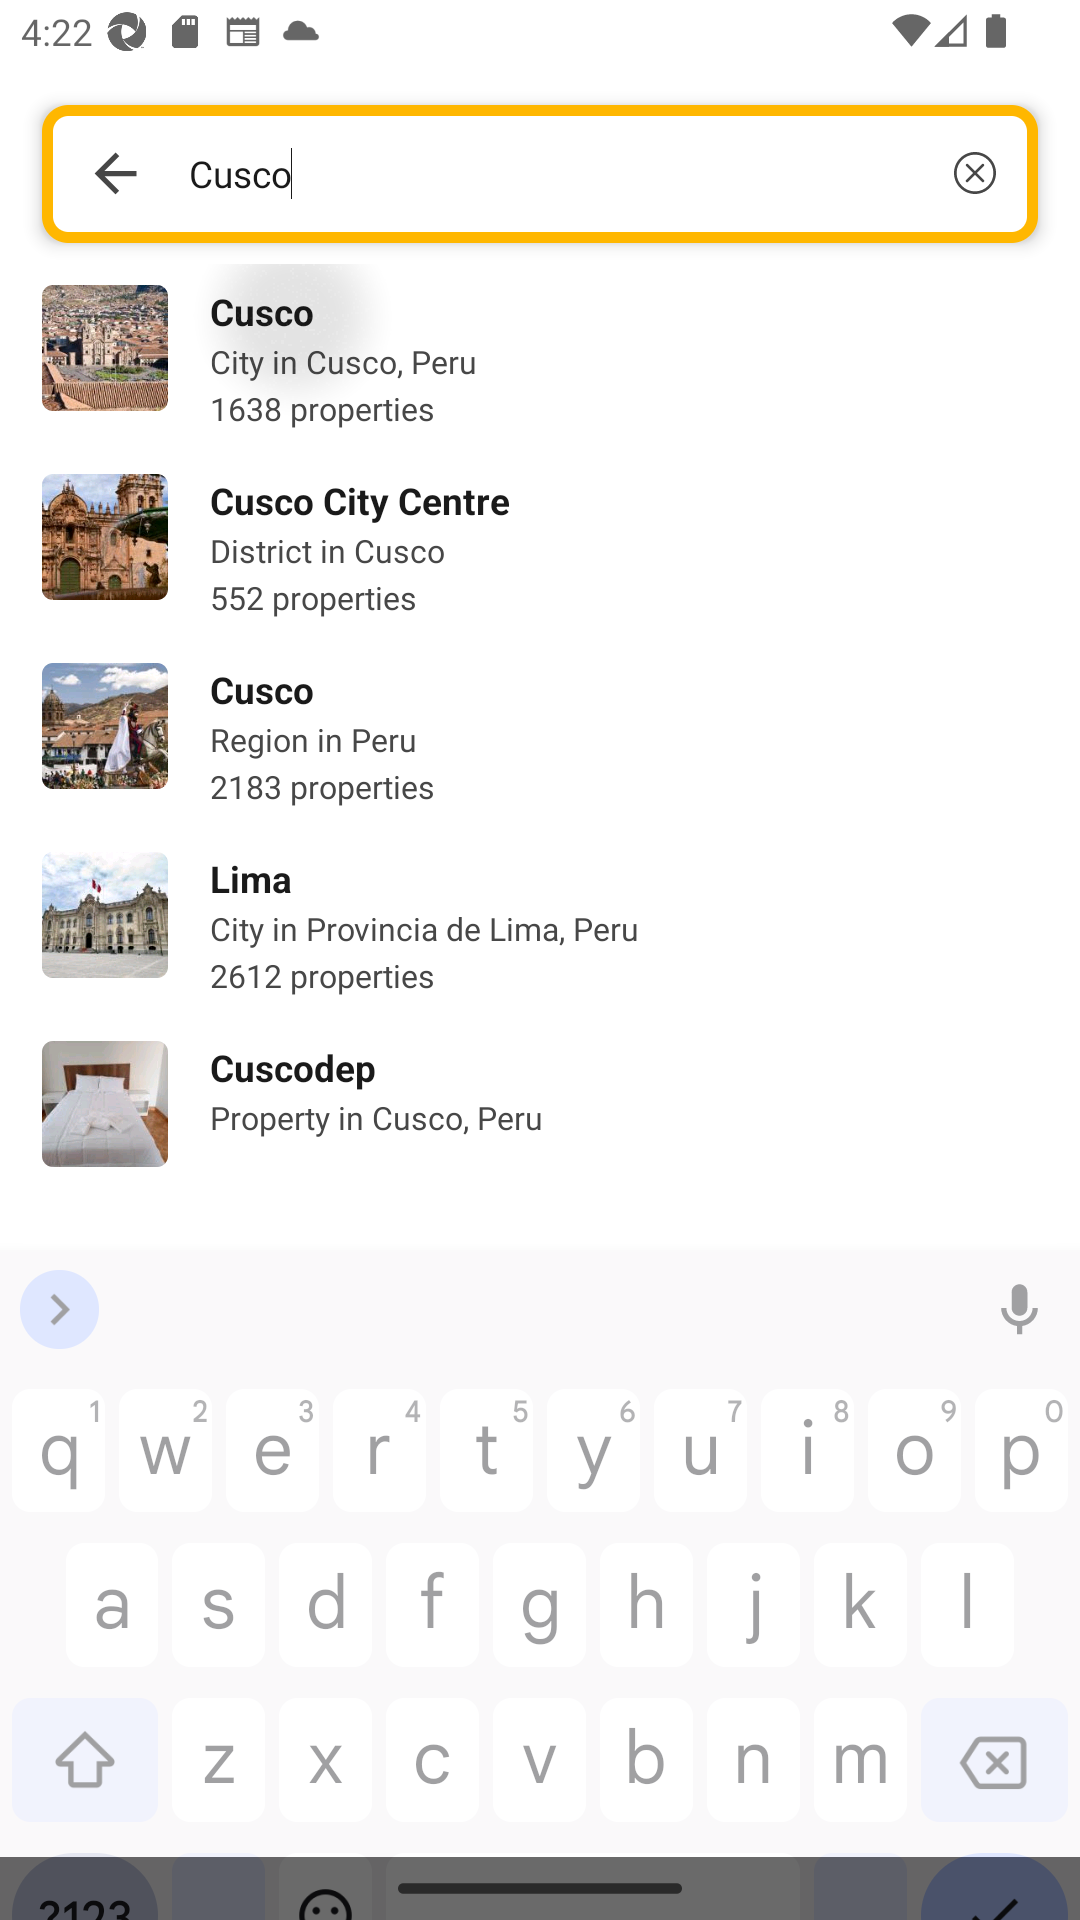 4:22
Cusco
Cusco
City in Cusco, Peru
1638 properties
Cusco City Centre
District in Cusco
552 properties
Cusco
Region in Peru
2183 properties
Lima
City in Provincia de Lima, Peru
2612 properties
Cuscodep
Property in Cusco, Peru
1 2 3 4 5 6 7 8 9 0
q w e r t y u i o p
a s d f g h j k l
z x c v b n m
?123